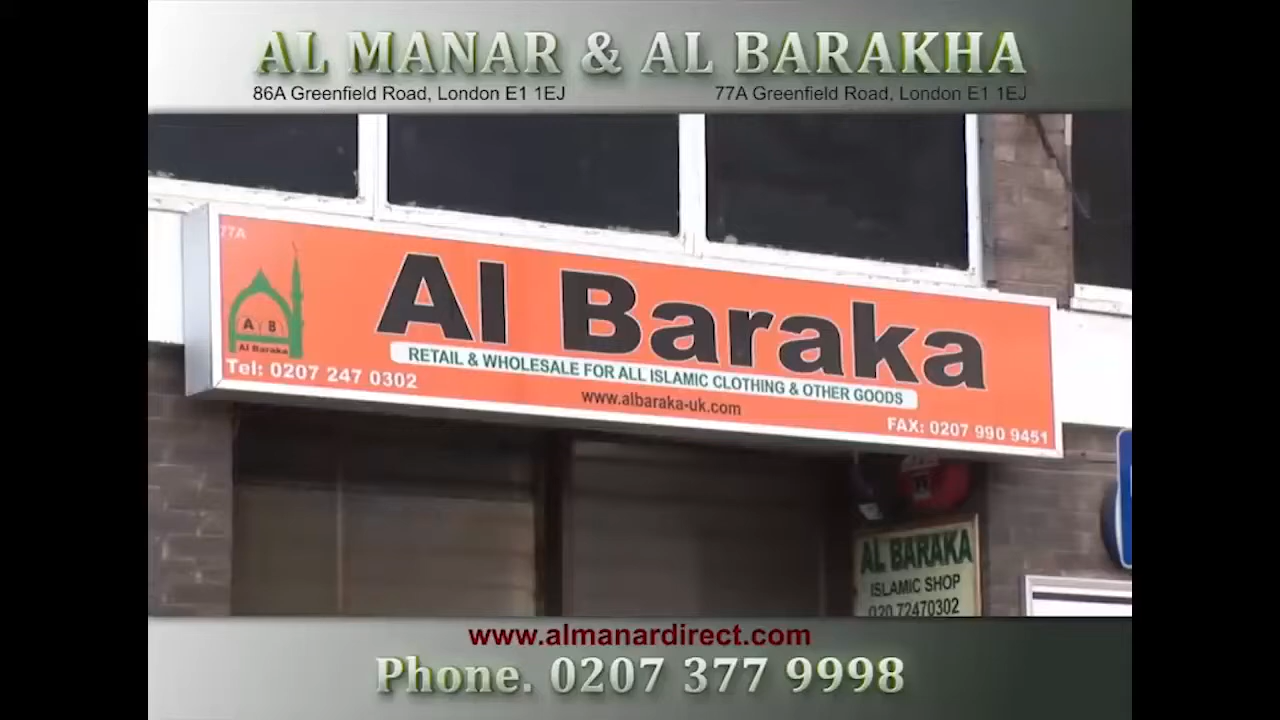 AL MANAR & AL BARAKHA
86A Greenfield Road, London E1 1EJ
77A Greenfield Road, London E1 1EJ
77A
Al Baraka
A B
Al Baraka
RETAIL & WHOLESALE FOR ALL ISLAMIC CLOTHING & OTHER GOODS
Tel: 0207 247 0302
www.albaraka-uk.com
FAX: 0207 990 9451
AL BARAKA
ISLAMIC SHOP
020 72470302
www.almanardirect.com
Phone. 0207 377 9998